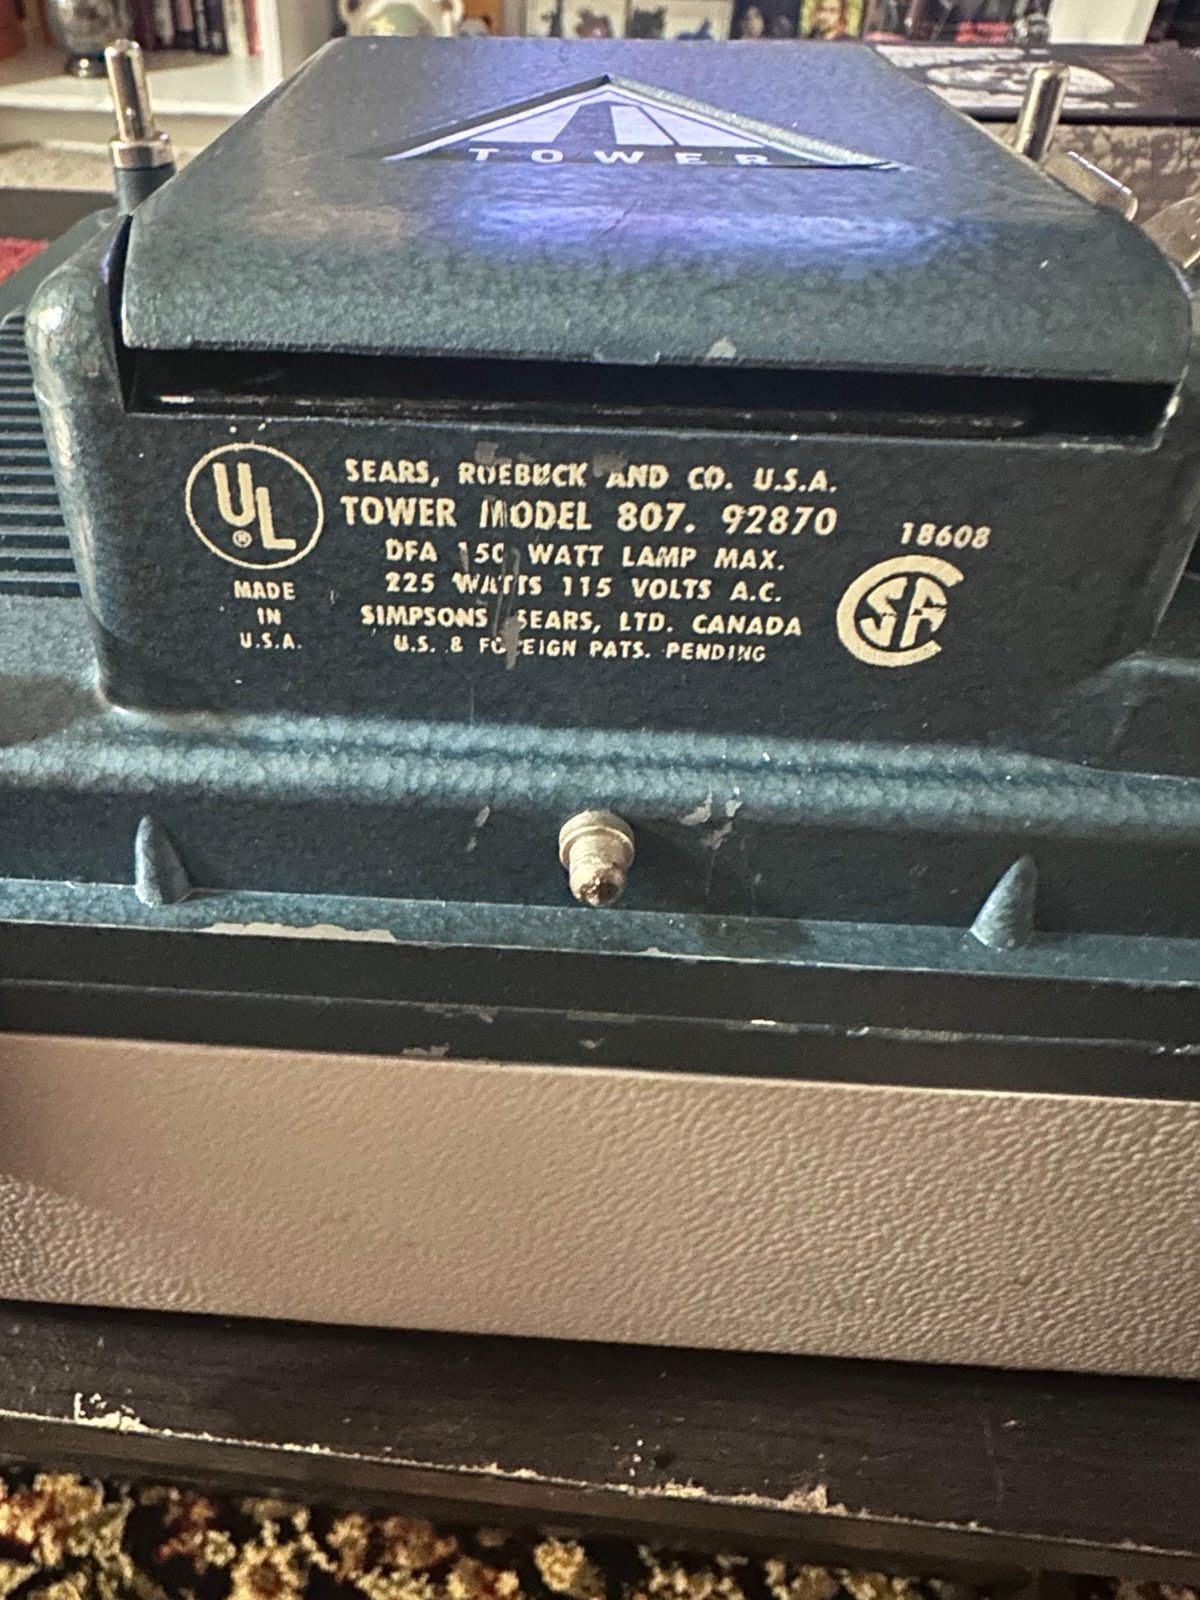 TOWER
UL
®
MADE
IN
U.S.A.
SEARS, ROEBUCK AND CO. U.S.A.
TOWER MODEL 807. 92870
DFA 150 WATT LAMP MAX.
225 WATTS 115 VOLTS A.C.
SIMPSONS SEARS, LTD. CANADA
U.S. & FOREIGN PATS. PENDING
18608
CSA